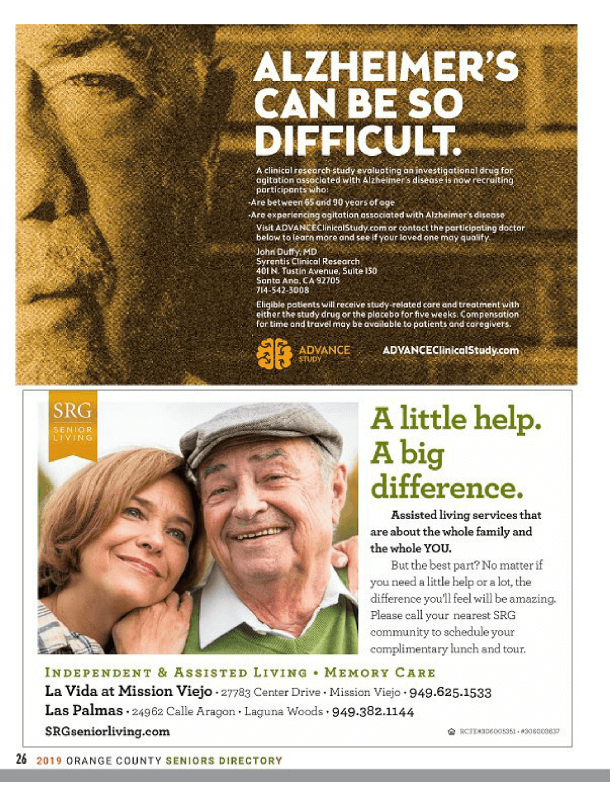 ALZHEIMER'S
CAN BE SO
DIFFICULT.
A clinical research study evaluating an investigational drug for
agitation associated with Alzheimer's disease is now recruiting
participants who:
•Are between 65 and 90 years of age
•Are experiencing agitation associated with Alzheimer's disease
Visit ADVANCEClinicalStudy.com or contact the participating doctor
below to learn more and see if your loved one may qualify.
John Duffy, MD
Syrentis Clinical Research
401 N. Tustin Avenue, Suite 130
Santa Ana, CA 92705
714-542-3008
Eligible patients will receive study-related care and treatment with
either the study drug or the placebo for five weeks. Compensation
for time and travel may be available to patients and caregivers.
ADVANCE
STUDY
ADVANCEClinicalStudy.com
SRG
SENIOR
LIVING
A little help.
A big
difference.
Assisted living services that
are about the whole family and
the whole YOU.
But the best part? No matter if
you need a little help or a lot, the
difference you'll feel will be amazing.
Please call your nearest SRG
community to schedule your
complimentary lunch and tour.
INDEPENDENT & ASSISTED LIVING • MEMORY CARE
La Vida at Mission Viejo • 27783 Center Drive • Mission Viejo • 949.625.1533
Las Palmas • 24962 Calle Aragon • Laguna Woods • 949.382.1144
SRGseniorliving.com
26 2019 ORANGE COUNTY SENIORS DIRECTORY